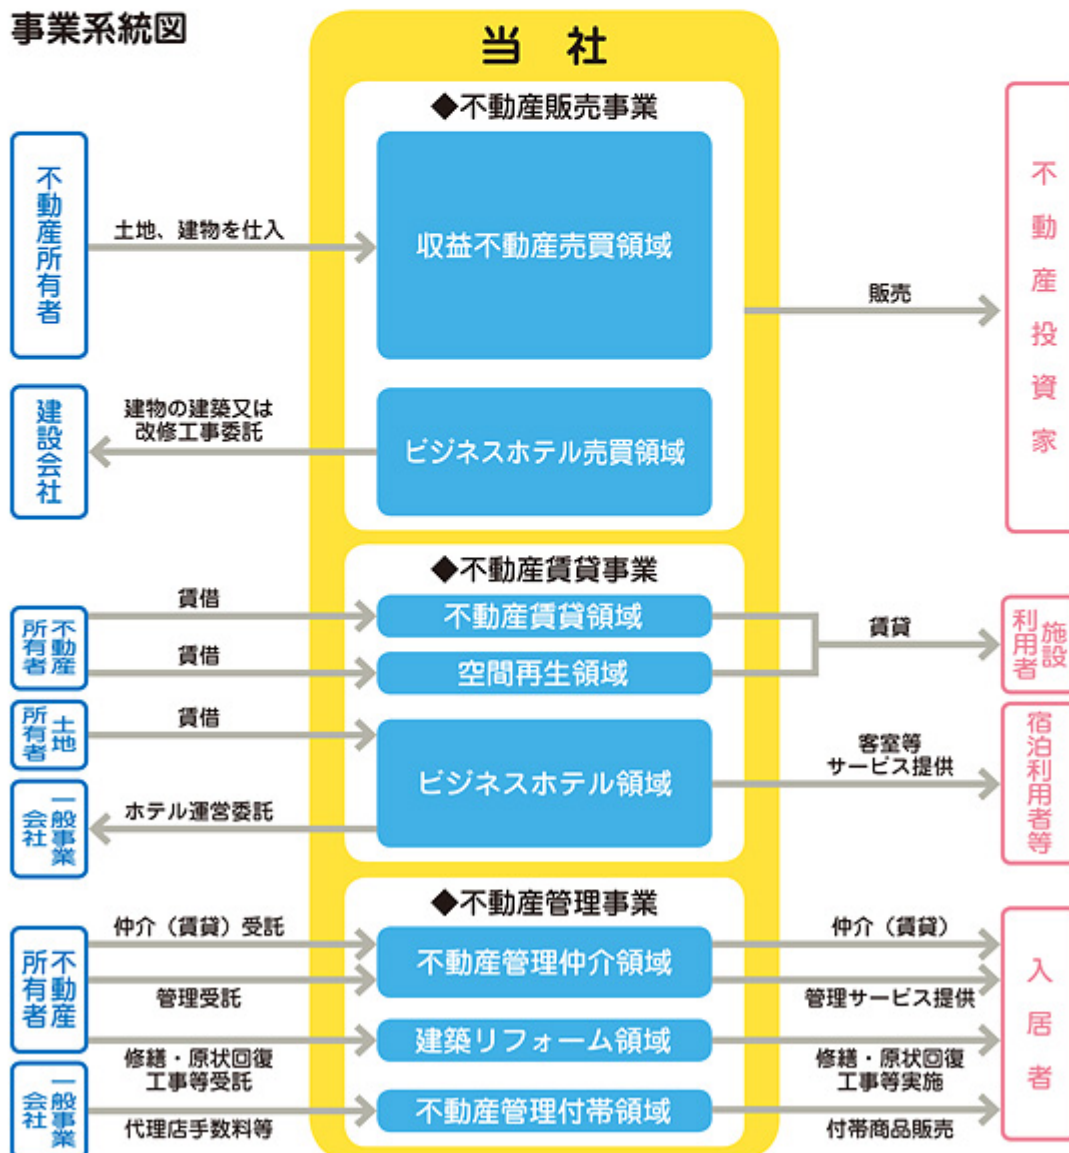 事業系統図
当 社
◆不動産販売事業
不動産所有者
土地、建物を仕入
収益不動産売買領域
販売
不動産投資家
建設会社
建物の建築又は
改修工事委託
ビジネスホテル売買領域
◆不動産賃貸事業
不動産
所有者
賃借
不動産賃貸領域
賃借
空間再生領域
賃貸
施設
利用者
土地
所有者
賃借
ビジネスホテル領域
客室等
サービス提供
宿泊利用者等
一般事業
会社
ホテル運営委託
◆不動産管理事業
不動産
所有者
仲介（賃貸）受託
管理受託
不動産管理仲介領域
仲介（賃貸）
管理サービス提供
入居者
修繕・原状回復
工事等受託
建築リフォーム領域
修繕・原状回復
工事等実施
一般事業
会社
代理店手数料等
不動産管理付帯領域
付帯商品販売